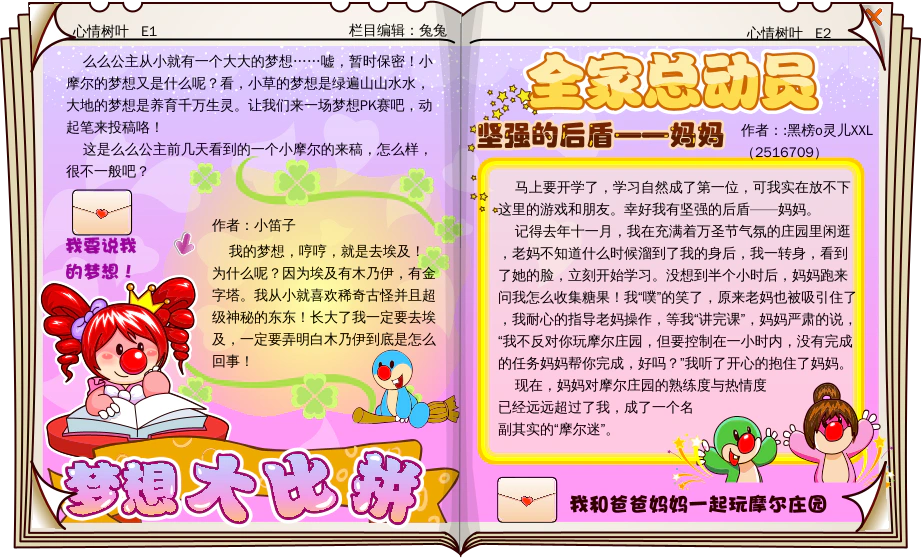 心情树叶 E1
栏目编辑：兔兔
么么公主从小就有一个大大的梦想……嘘，暂时保密！小
摩尔的梦想又是什么呢？看，小草的梦想是绿遍山山水水，
大地的梦想是养育千万生灵。让我们来一场梦想PK赛吧，动
起笔来投稿咯！
这是么么公主前几天看到的一个小摩尔的来稿，怎么样，
很不一般吧？
我要说我
的梦想！
作者：小笛子
我的梦想，哼哼，就是去埃及！
为什么呢？因为埃及有木乃伊，有金
字塔。我从小就喜欢稀奇古怪并且超
级神秘的东东！长大了我一定要去埃
及，一定要弄明白木乃伊到底是怎么
回事！
梦想大比拼
心情树叶 E2
全家总动员
坚强的后盾——妈妈
作者：:黑榜o灵儿XXL
（2516709）
马上要开学了，学习自然成了第一位，可我实在放不下
这里的游戏和朋友。幸好我有坚强的后盾——妈妈。
记得去年十一月，我在充满着万圣节气氛的庄园里闲逛
，老妈不知道什么时候溜到了我的身后，我一转身，看到
了她的脸，立刻开始学习。没想到半个小时后，妈妈跑来
问我怎么收集糖果！我“噗”的笑了，原来老妈也被吸引住了
，我耐心的指导老妈操作，等我“讲完课”，妈妈严肃的说，
“我不反对你玩摩尔庄园，但要控制在一小时内，没有完成
的任务妈妈帮你完成，好吗？”我听了开心的抱住了妈妈。
现在，妈妈对摩尔庄园的熟练度与热情度
已经远远超过了我，成了一个名
副其实的“摩尔迷”。
我和爸爸妈妈一起玩摩尔庄园